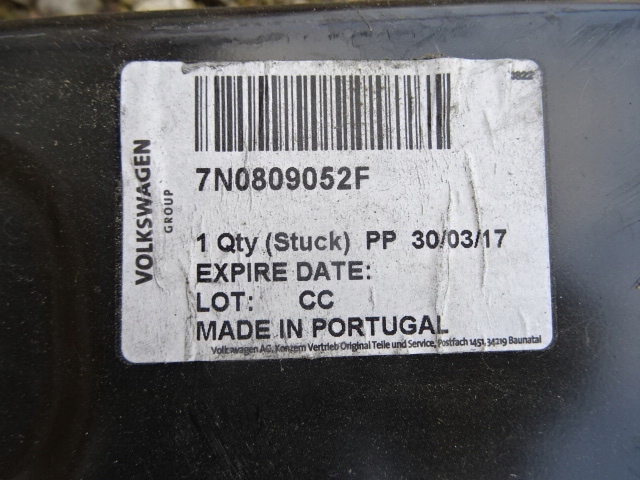 VOLKSWAGEN
GROUP
7N0809052F
1 Qty (Stuck) PP 30/03/17
EXPIRE DATE:
LOT: CC
MADE IN PORTUGAL
Volkswagen AG, Konzern Vertrieb Original Teile und Service, Postfach 1451, 34219 Baunatal